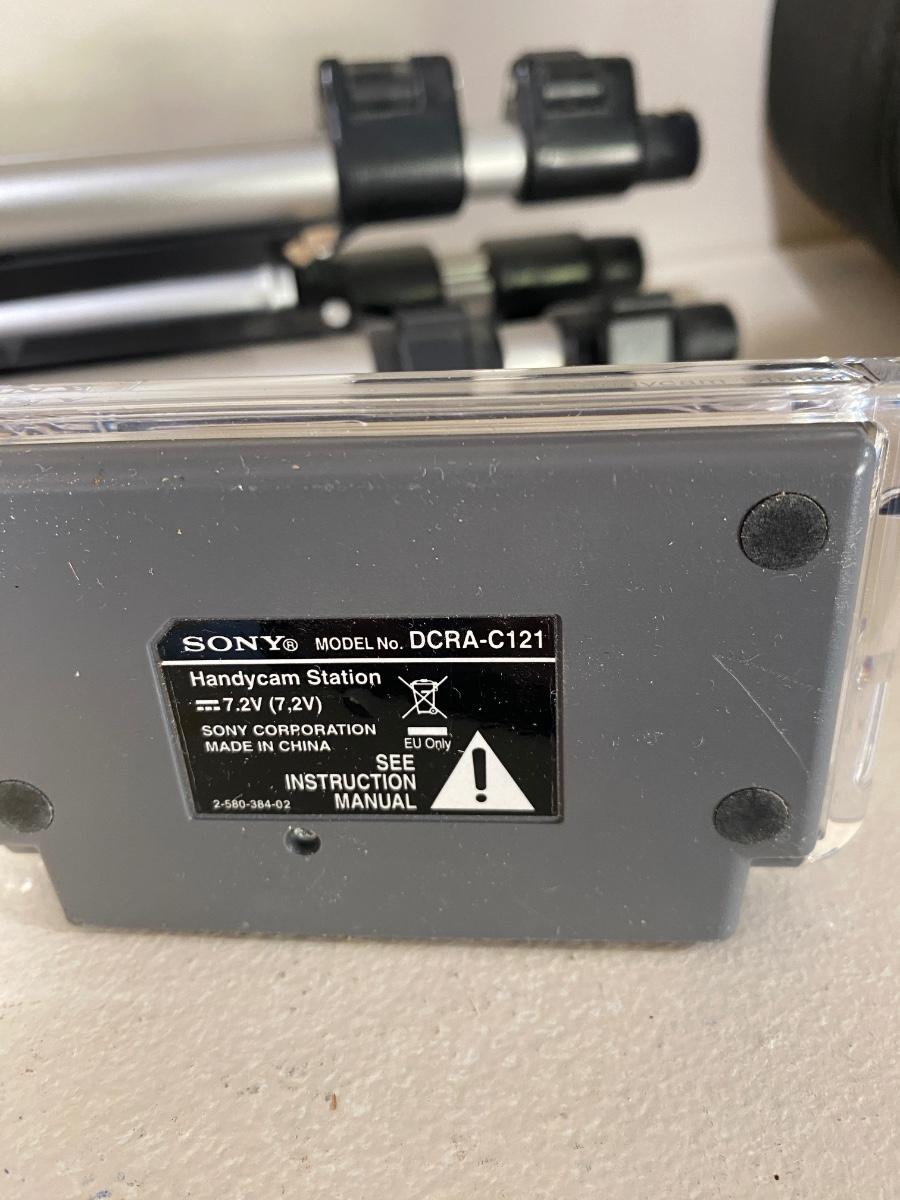 SONY® MODEL No. DCRA-C121
Handycam Station
⎓ 7.2V (7,2V)
SONY CORPORATION
MADE IN CHINA
EU Only
SEE
INSTRUCTION
MANUAL
2-580-384-02